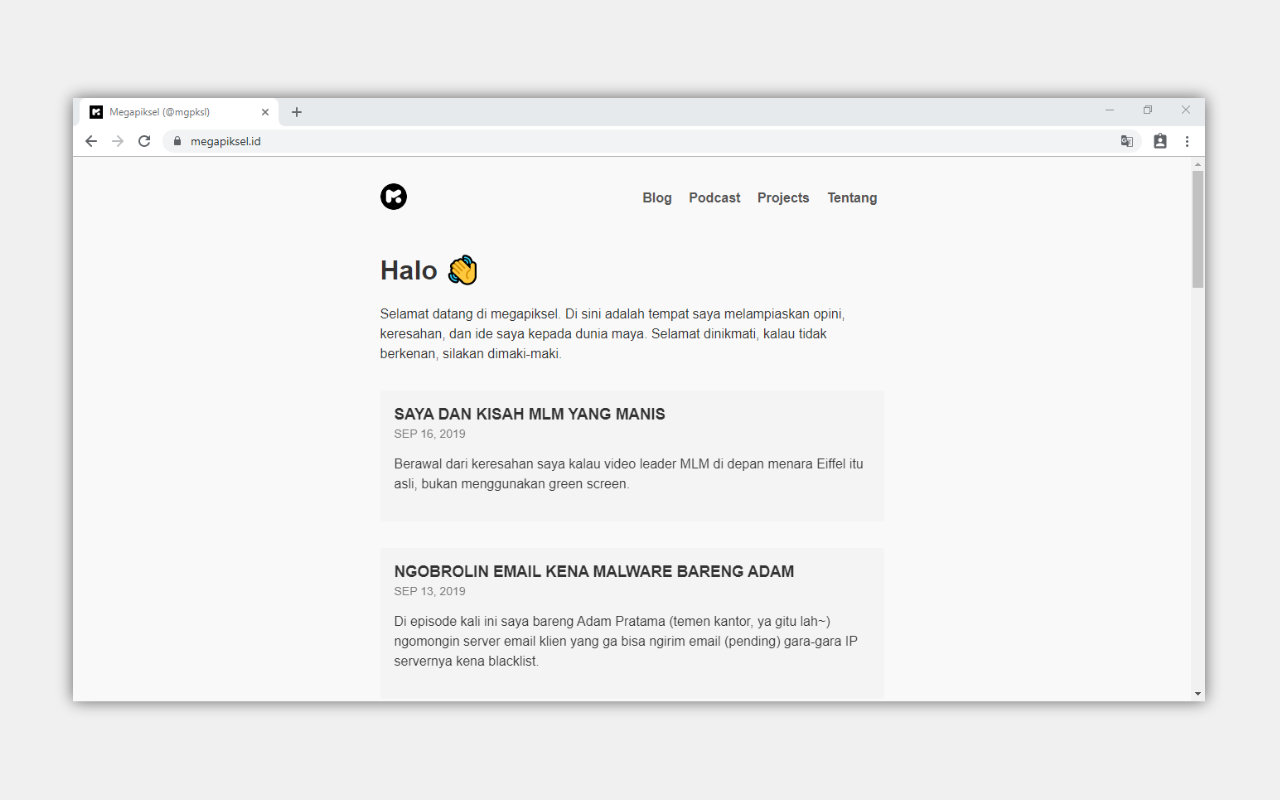 Megapiksel (@mgpksl)
megapiksel.id
Blog Podcast Projects Tentang
Halo 👋
Selamat datang di megapiksel. Di sini adalah tempat saya melampiaskan opini,
keresahan, dan ide saya kepada dunia maya. Selamat dinikmati, kalau tidak
berkenan, silakan dimaki-maki.
SAYA DAN KISAH MLM YANG MANIS
SEP 16, 2019
Berawal dari keresahan saya kalau video leader MLM di depan menara Eiffel itu
asli, bukan menggunakan green screen.
NGOBROLIN EMAIL KENA MALWARE BARENG ADAM
SEP 13, 2019
Di episode kali ini saya bareng Adam Pratama (temen kantor, ya gitu lah~)
ngomongin server email klien yang ga bisa ngirim email (pending) gara-gara IP
servernya kena blacklist.